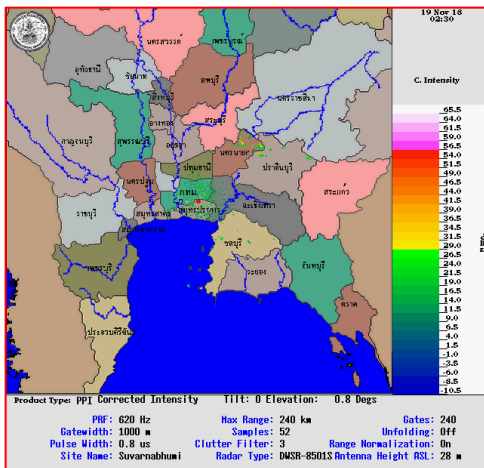 19 Nov 16
02:30
C. Intensity
65.5
64.0
61.5
59.0
56.5
54.0
51.5
49.0
46.5
44.0
41.5
39.0
36.5
34.0
31.5
29.0
26.5
24.0
21.5
19.0
16.5
14.0
11.5
9.0
6.5
4.0
1.5
-1.0
-3.5
-6.0
-8.5
-10.5
นครสวรรค์
เพชรบูรณ์
อุทัยธานี
ชัยนาท
ลพบุรี
สิงห์บุรี
นครราชสีมา
อ่างทอง
สระบุรี
กาญจนบุรี
สุพรรณบุรี
อยุธยา
นครนายก
ปราจีนบุรี
ปทุมธานี
นครปฐม
กทม.
สระแก้ว
ราชบุรี
สมุทรสาคร
สมุทรปราการ
ฉะเชิงเทรา
ชลบุรี
เพชรบุรี
ระยอง
จันทบุรี
ตราด
ประจวบคีรีขันธ์
Product Type: PPI Corrected Intensity Tilt: 0 Elevation: 0.8 Degs
PRF: 620 Hz Max Range: 240 km Gates: 240
Gatewidth: 1000 m Samples: 52 Unfolding: Off
Pulse Width: 0.8 us Clutter Filter: 3 Range Normalization: On
Site Name: Suvarnabhumi Radar Type: DWSR-8501S Antenna Height ASL: 28 m